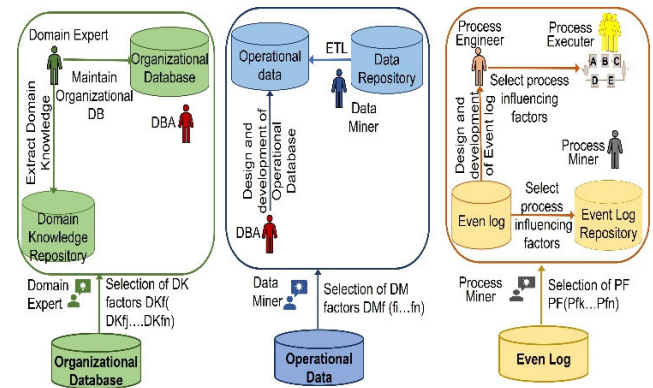 Domain Expert
Organizational
Database
Maintain
Organizational
DB
DBA
Extract Domain
Knowledge
Domain
Knowledge
Repository
Domain
Expert
Selection of DK
factors DKf(
DKfj....DKfn)
Organizational
Database
Operational
data
ETL
Data
Repository
Data
Miner
Design and
development of
Operational
Database
DBA
Data
Miner
Selection of DM
factors DMf (fi...fn)
Operational
Data
Process
Engineer
Process
Executer
A B C
D E
Select process
influencing
factors
Design and
development
of Event log
Process
Miner
Even log
Select
process
influencing
factors
Event Log
Repository
Process
Miner
Selection of PF
PF(Pfk...Pfn)
Even Log